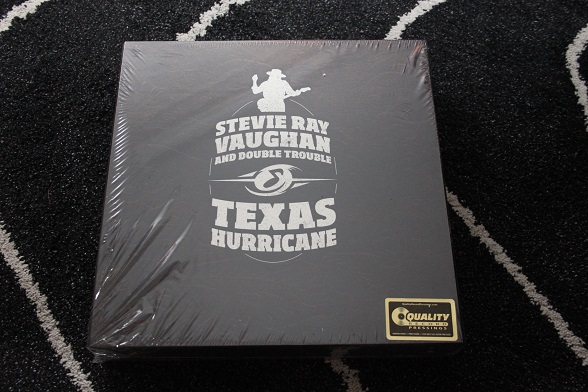 STEVIE RAY
VAUGHAN
AND DOUBLE TROUBLE
TEXAS
HURRICANE
QUALITY
RECORD
PRESSINGS